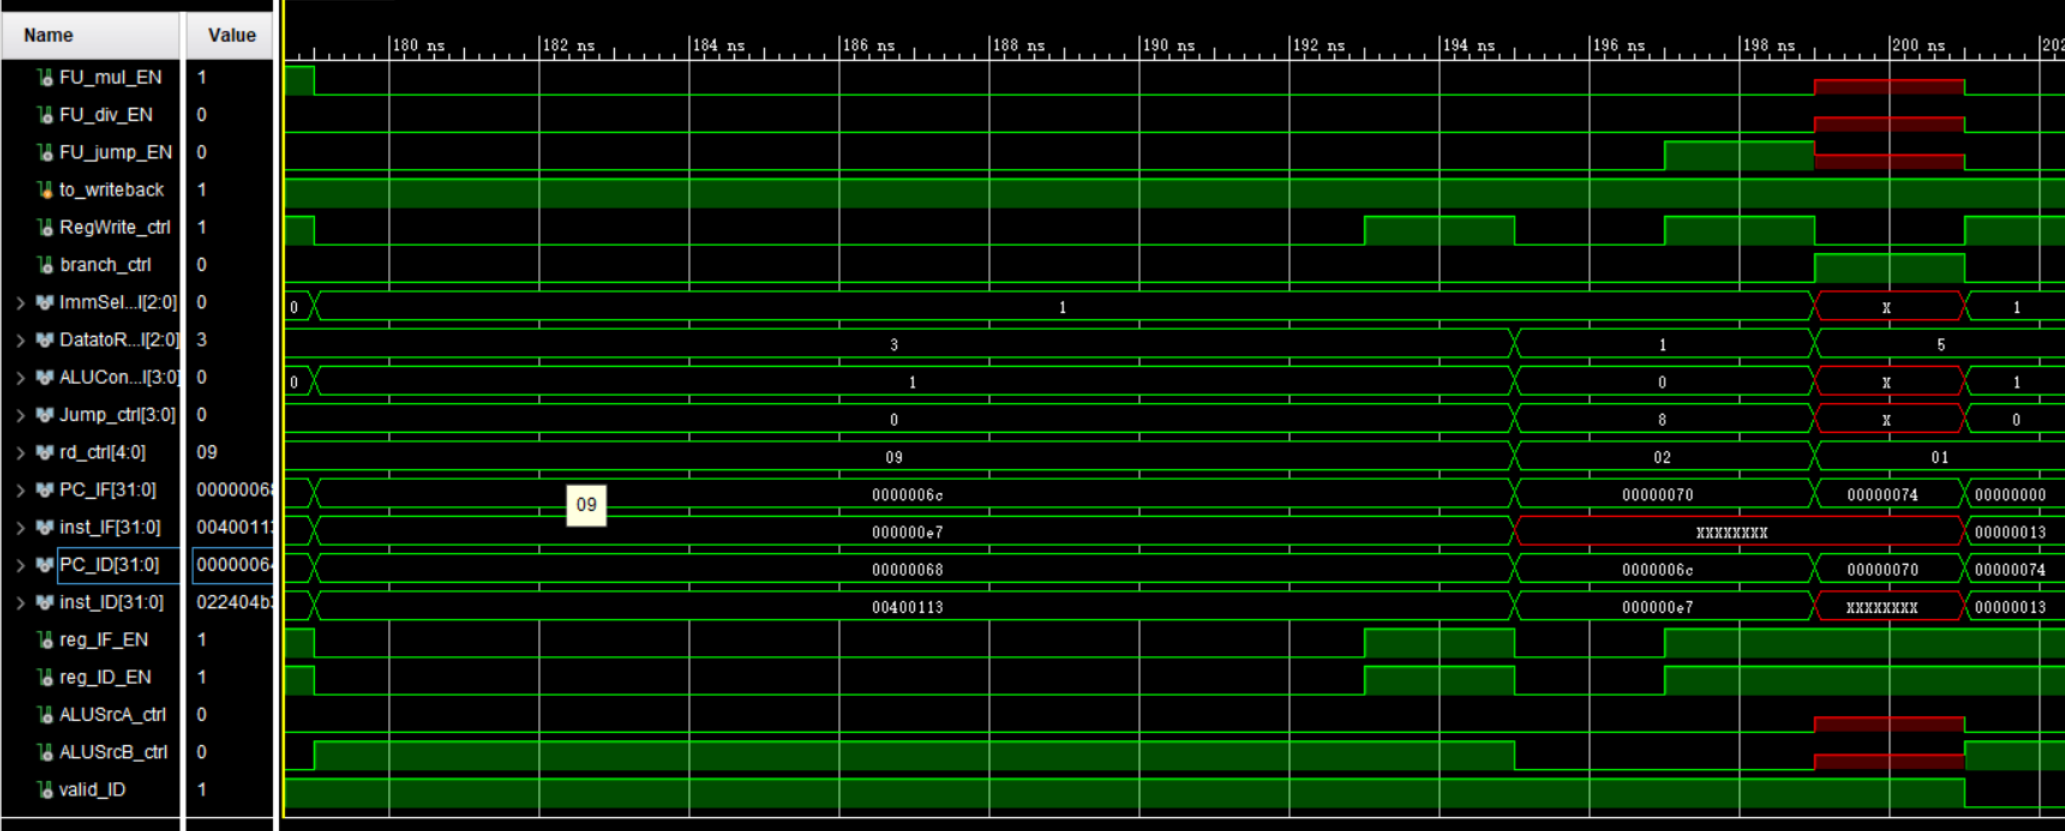 Name Value
180 ns 182 ns 184 ns 186 ns 188 ns 190 ns 192 ns 194 ns 196 ns 198 ns 200 ns 202
FU_mul_EN 1
FU_div_EN 0
FU_jump_EN 0
to_writeback 1
RegWrite_ctrl 1
branch_ctrl 0
ImmSel...l[2:0] 0 0 1 X 1
DatatoR...l[2:0] 3 3 1 5
ALUCon...l[3:0] 0 0 1 0 X 1
Jump_ctrl[3:0] 0 0 8 X 0
rd_ctrl[4:0] 09 09 02 01
PC_IF[31:0] 00000068 0000006c 00000070 00000074 00000000
09
inst_IF[31:0] 00400113 000000e7 XXXXXXXX 00000013
PC_ID[31:0] 00000064 00000068 0000006c 00000070 00000074
inst_ID[31:0] 022404b3 00400113 000000e7 XXXXXXXX 00000013
reg_IF_EN 1
reg_ID_EN 1
ALUSrcA_ctrl 0
ALUSrcB_ctrl 0
valid_ID 1